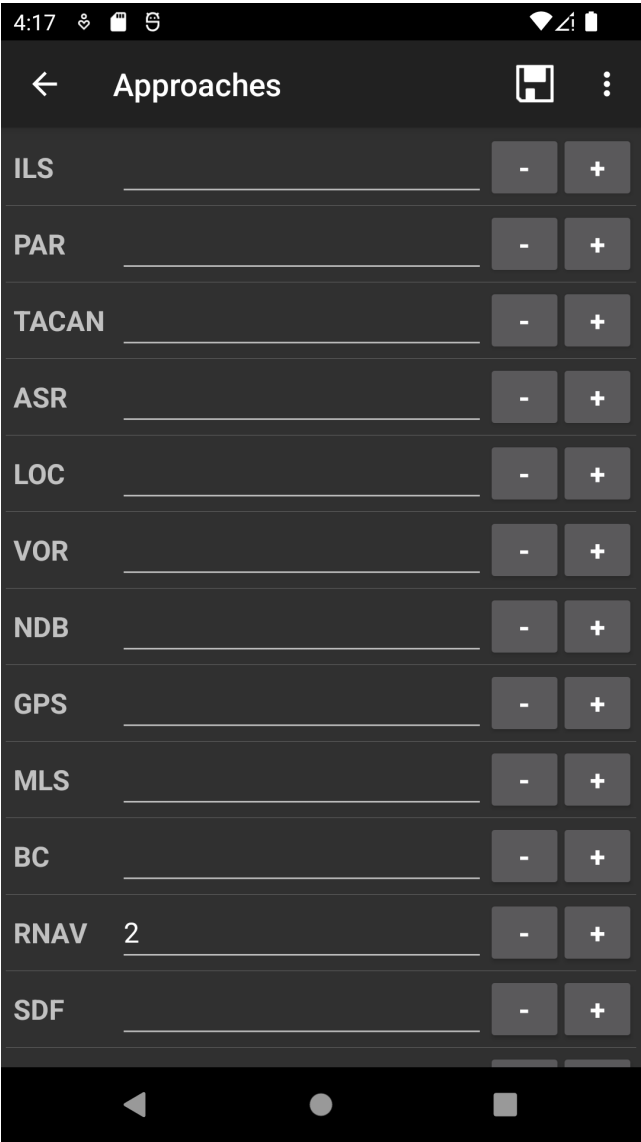 4:17
Approaches
ILS - +
PAR - +
TACAN - +
ASR - +
LOC - +
VOR - +
NDB - +
GPS - +
MLS - +
BC - +
RNAV 2 - +
SDF - +